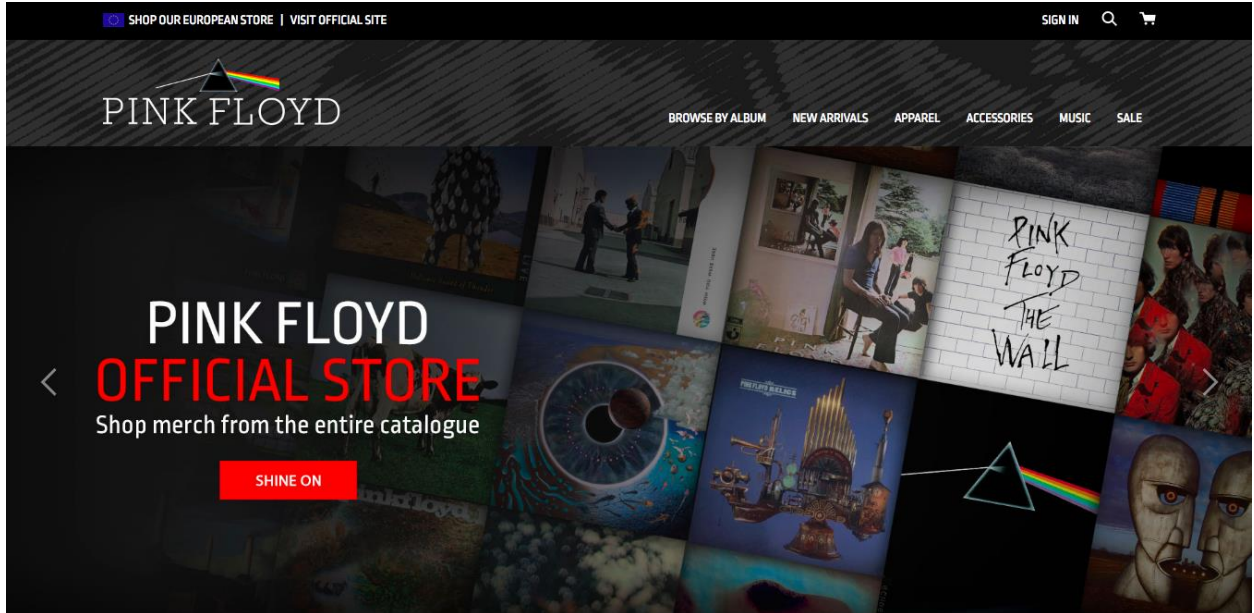 SHOP OUR EUROPEAN STORE | VISIT OFFICIAL SITE
SIGN IN
PINK FLOYD
BROWSE BY ALBUM
NEW ARRIVALS
APPAREL
ACCESSORIES
MUSIC
SALE
PINK FLOYD
OFFICIAL STORE
Shop merch from the entire catalogue
SHINE ON
PINK
FLOYD
THE
WALL